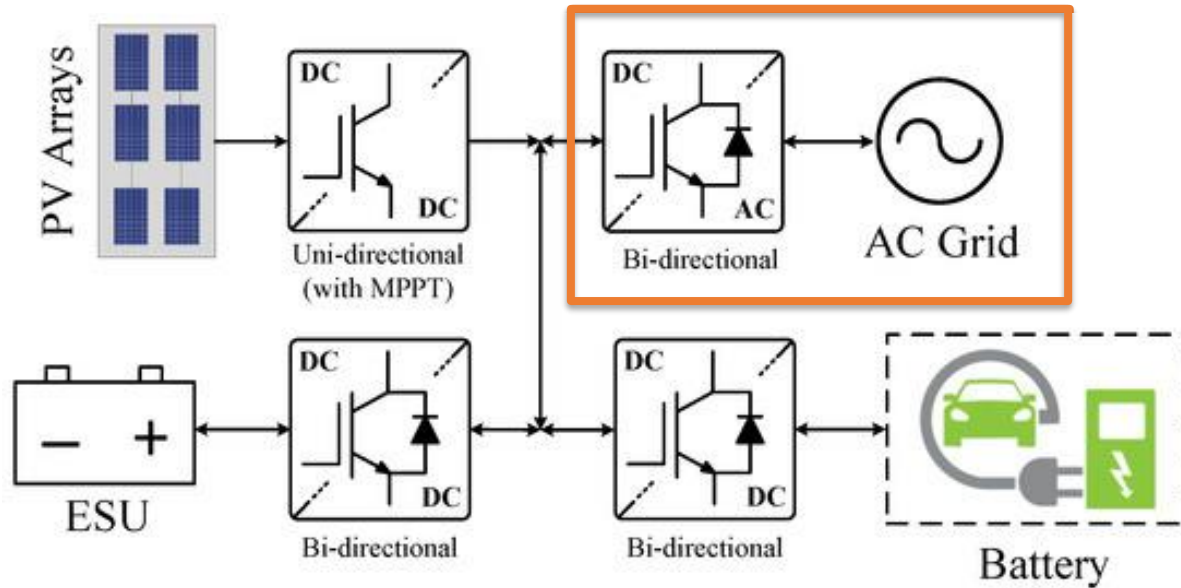 PV Arrays
DC
DC
Uni-directional
(with MPPT)
DC
AC
Bi-directional
AC Grid
− +
ESU
DC
DC
Bi-directional
DC
DC
Bi-directional
Battery